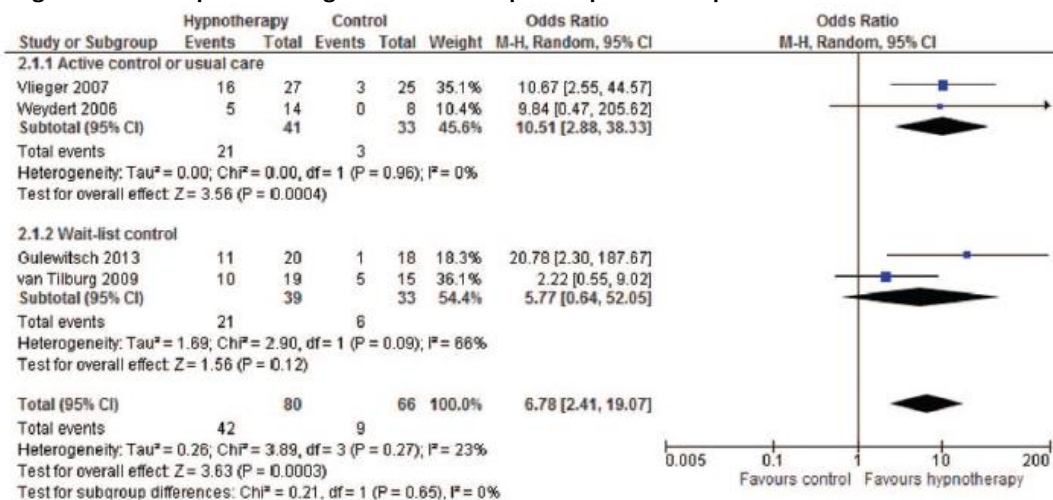 Hypnotherapy Control Odds Ratio Odds Ratio
Study or Subgroup Events Total Events Total Weight M-H, Random, 95% CI M-H, Random, 95% CI
2.1.1 Active control or usual care
Vlieger 2007 16 27 3 25 35.1% 10.67 [2.55, 44.57]
Weydert 2006 5 14 0 8 10.4% 9.84 [0.47, 205.62]
Subtotal (95% CI) 41 33 45.6% 10.51 [2.88, 38.33]
Total events 21 3
Heterogeneity: Tau² = 0.00; Chi² = 0.00, df = 1 (P = 0.96); I² = 0%
Test for overall effect: Z = 3.56 (P = 0.0004)
2.1.2 Wait-list control
Gulewitsch 2013 11 20 1 18 18.3% 20.78 [2.30, 187.67]
van Tilburg 2009 10 19 5 15 36.1% 2.22 [0.55, 9.02]
Subtotal (95% CI) 39 33 54.4% 5.77 [0.64, 52.05]
Total events 21 6
Heterogeneity: Tau² = 1.69; Chi² = 2.90, df = 1 (P = 0.09); I² = 66%
Test for overall effect: Z = 1.56 (P = 0.12)
Total (95% CI) 80 66 100.0% 6.78 [2.41, 19.07]
Total events 42 9
Heterogeneity: Tau² = 0.26; Chi² = 3.89, df = 3 (P = 0.27); I² = 23%
Test for overall effect: Z = 3.63 (P = 0.0003)
Test for subgroup differences: Chi² = 0.21, df = 1 (P = 0.65), I² = 0%
0.005 0.1 1 10 200
Favours control Favours hypnotherapy